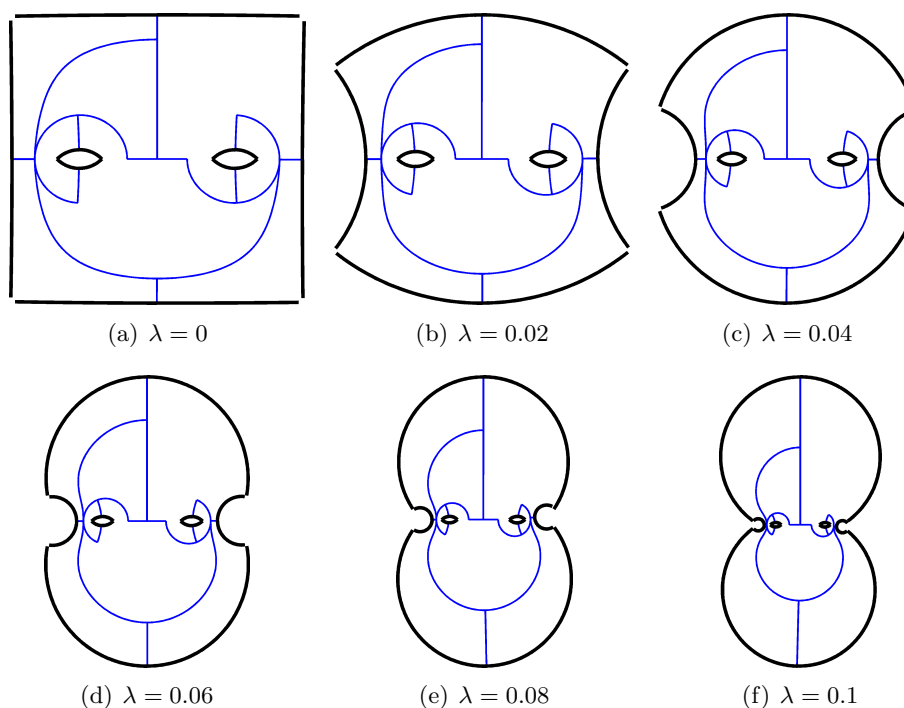 (a) λ = 0
(b) λ = 0.02
(c) λ = 0.04
(d) λ = 0.06
(e) λ = 0.08
(f) λ = 0.1